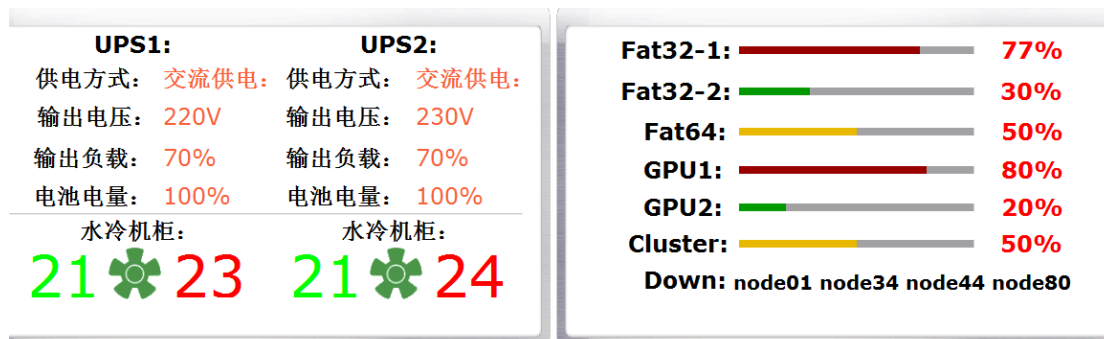 UPS1: UPS2:
供电方式： 交流供电： 供电方式： 交流供电：
输出电压： 220V 输出电压： 230V
输出负载： 70% 输出负载： 70%
电池电量： 100% 电池电量： 100%
水冷机柜： 水冷机柜：
21 23 21 24
Fat32-1: 77%
Fat32-2: 30%
Fat64: 50%
GPU1: 80%
GPU2: 20%
Cluster: 50%
Down: node01 node34 node44 node80